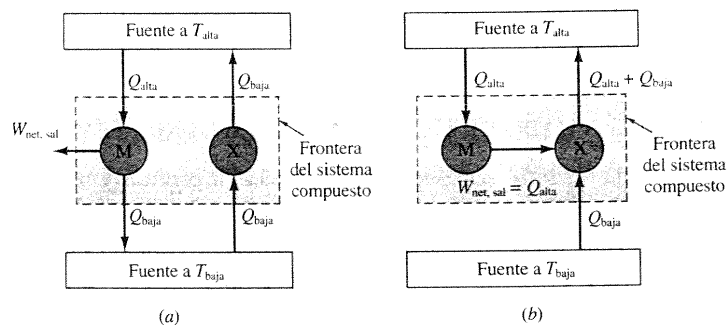 Fuente a T_alta
Q_alta
Q_baja
W_net, sal
M
X
Frontera
del sistema
compuesto
Q_baja
Q_baja
Fuente a T_baja
(a)
Fuente a T_alta
Q_alta
Q_alta + Q_baja
M
X
Frontera
del sistema
compuesto
W_net, sal = Q_alta
Q_baja
Fuente a T_baja
(b)